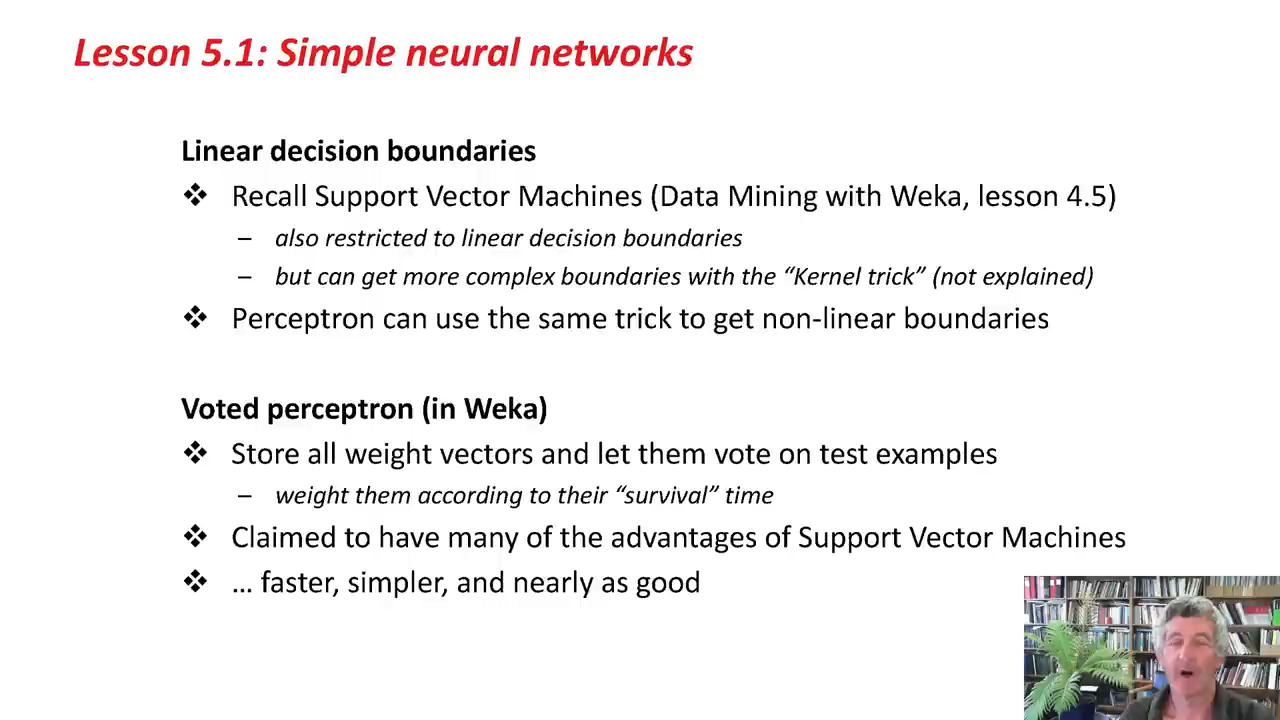 Lesson 5.1: Simple neural networks
Linear decision boundaries
❖ Recall Support Vector Machines (Data Mining with Weka, lesson 4.5)
– also restricted to linear decision boundaries
– but can get more complex boundaries with the “Kernel trick” (not explained)
❖ Perceptron can use the same trick to get non-linear boundaries
Voted perceptron (in Weka)
❖ Store all weight vectors and let them vote on test examples
– weight them according to their “survival” time
❖ Claimed to have many of the advantages of Support Vector Machines
❖ … faster, simpler, and nearly as good